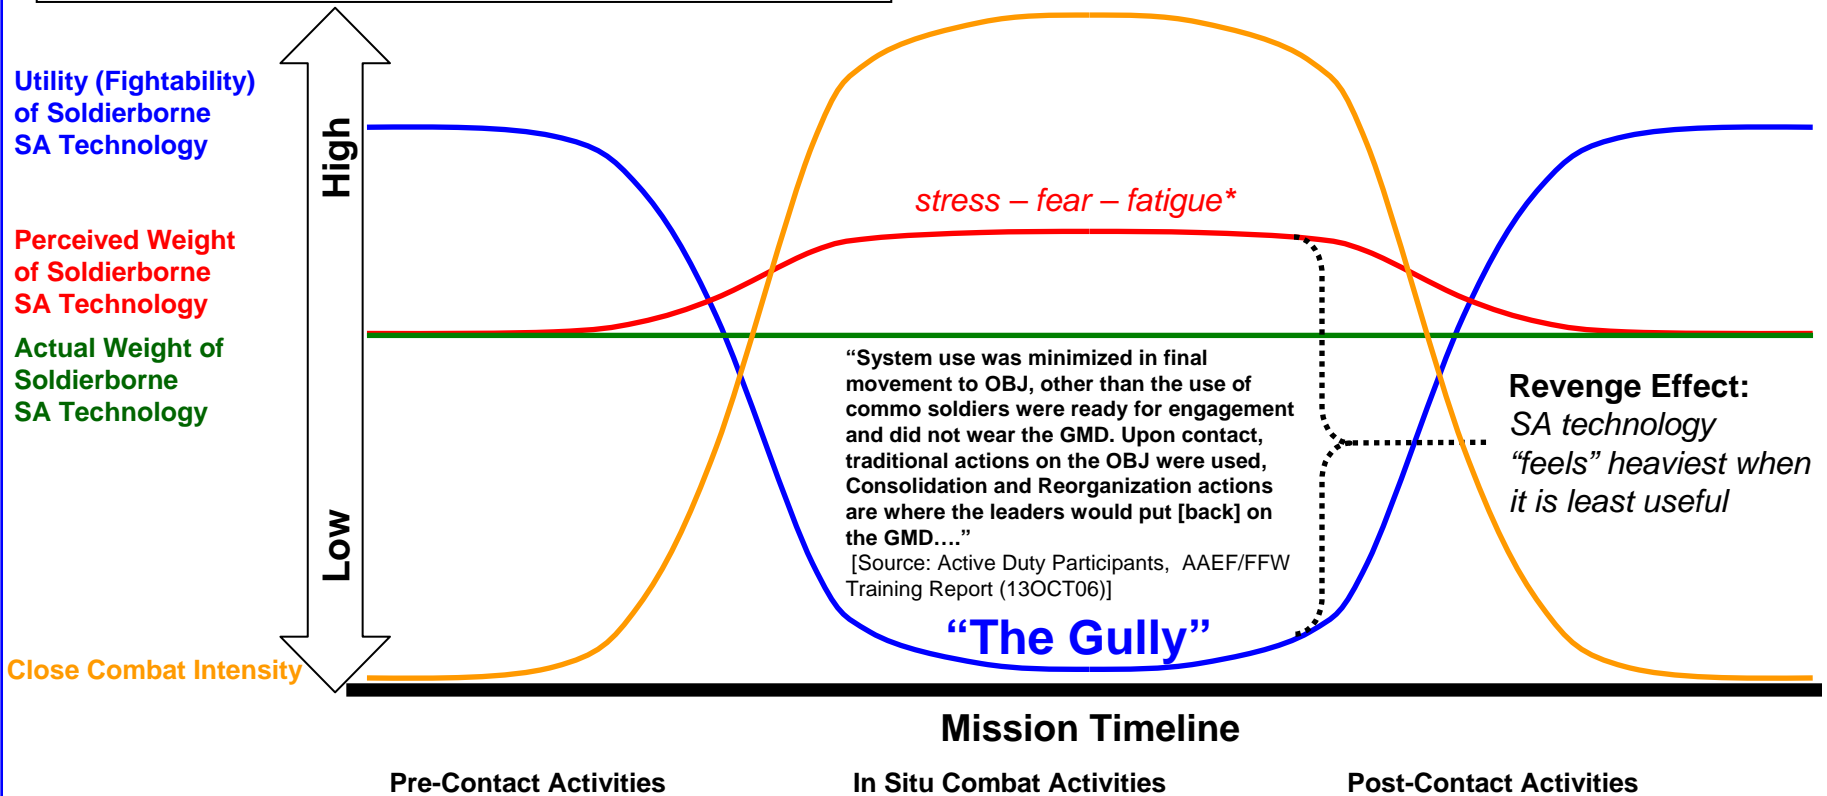 Utility (Fightability)
of Soldierborne
SA Technology
High
stress – fear – fatigue*
Perceived Weight
of Soldierborne
SA Technology
Actual Weight of
Soldierborne
SA Technology
“System use was minimized in final
movement to OBJ, other than the use of
commo soldiers were ready for engagement
and did not wear the GMD. Upon contact,
traditional actions on the OBJ were used,
Consolidation and Reorganization actions
are where the leaders would put [back] on
the GMD….”
[Source: Active Duty Participants, AAEF/FFW
Training Report (13OCT06)]
Revenge Effect:
SA technology
“feels” heaviest when
it is least useful
Low
“The Gully”
Close Combat Intensity
Mission Timeline
Pre-Contact Activities
In Situ Combat Activities
Post-Contact Activities